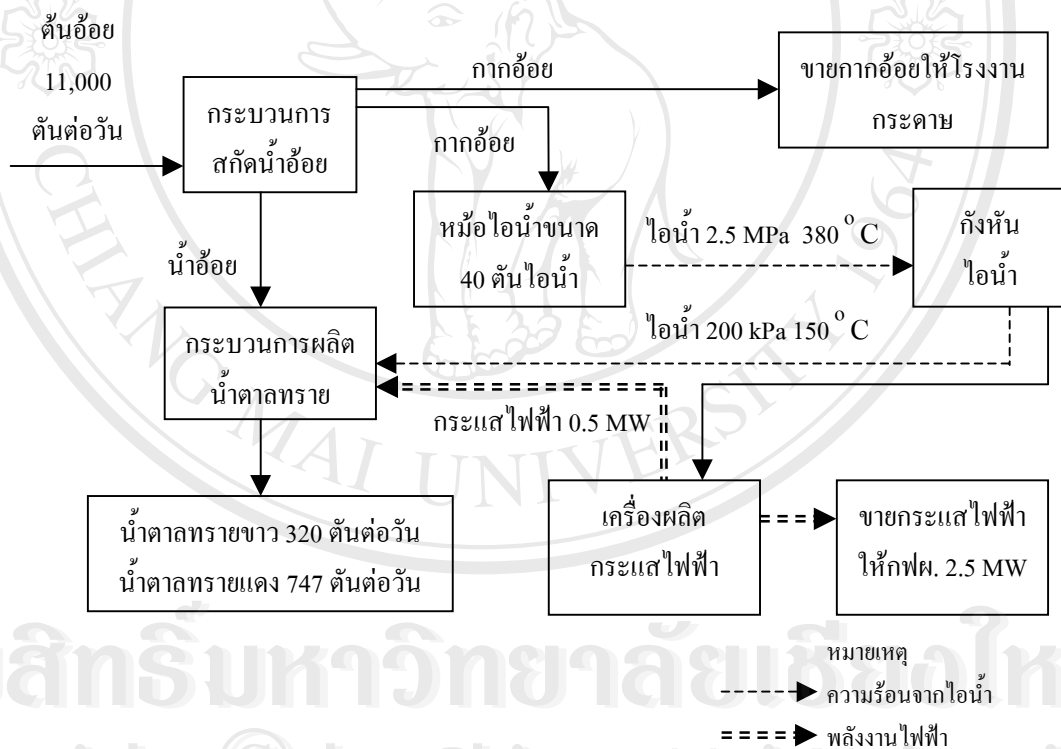 ต้นอ้อย
11,000
ตันต่อวัน
กระบวนการ
สกัดน้ำอ้อย
กากอ้อย
ขายกากอ้อยให้โรงงาน
กระดาษ
กากอ้อย
หม้อไอน้ำขนาด
40 ตันไอน้ำ
ไอน้ำ 2.5 MPa 380 °C
กังหัน
ไอน้ำ
น้ำอ้อย
กระบวนการผลิต
น้ำตาลทราย
ไอน้ำ 200 kPa 150 °C
กระแสไฟฟ้า 0.5 MW
น้ำตาลทรายขาว 320 ตันต่อวัน
น้ำตาลทรายแดง 747 ตันต่อวัน
เครื่องผลิต
กระแสไฟฟ้า
ขายกระแสไฟฟ้า
ให้กฟผ. 2.5 MW
หมายเหตุ
ความร้อนจากไอน้ำ
พลังงานไฟฟ้า
CHIANG MAI UNIVERSITY 1964